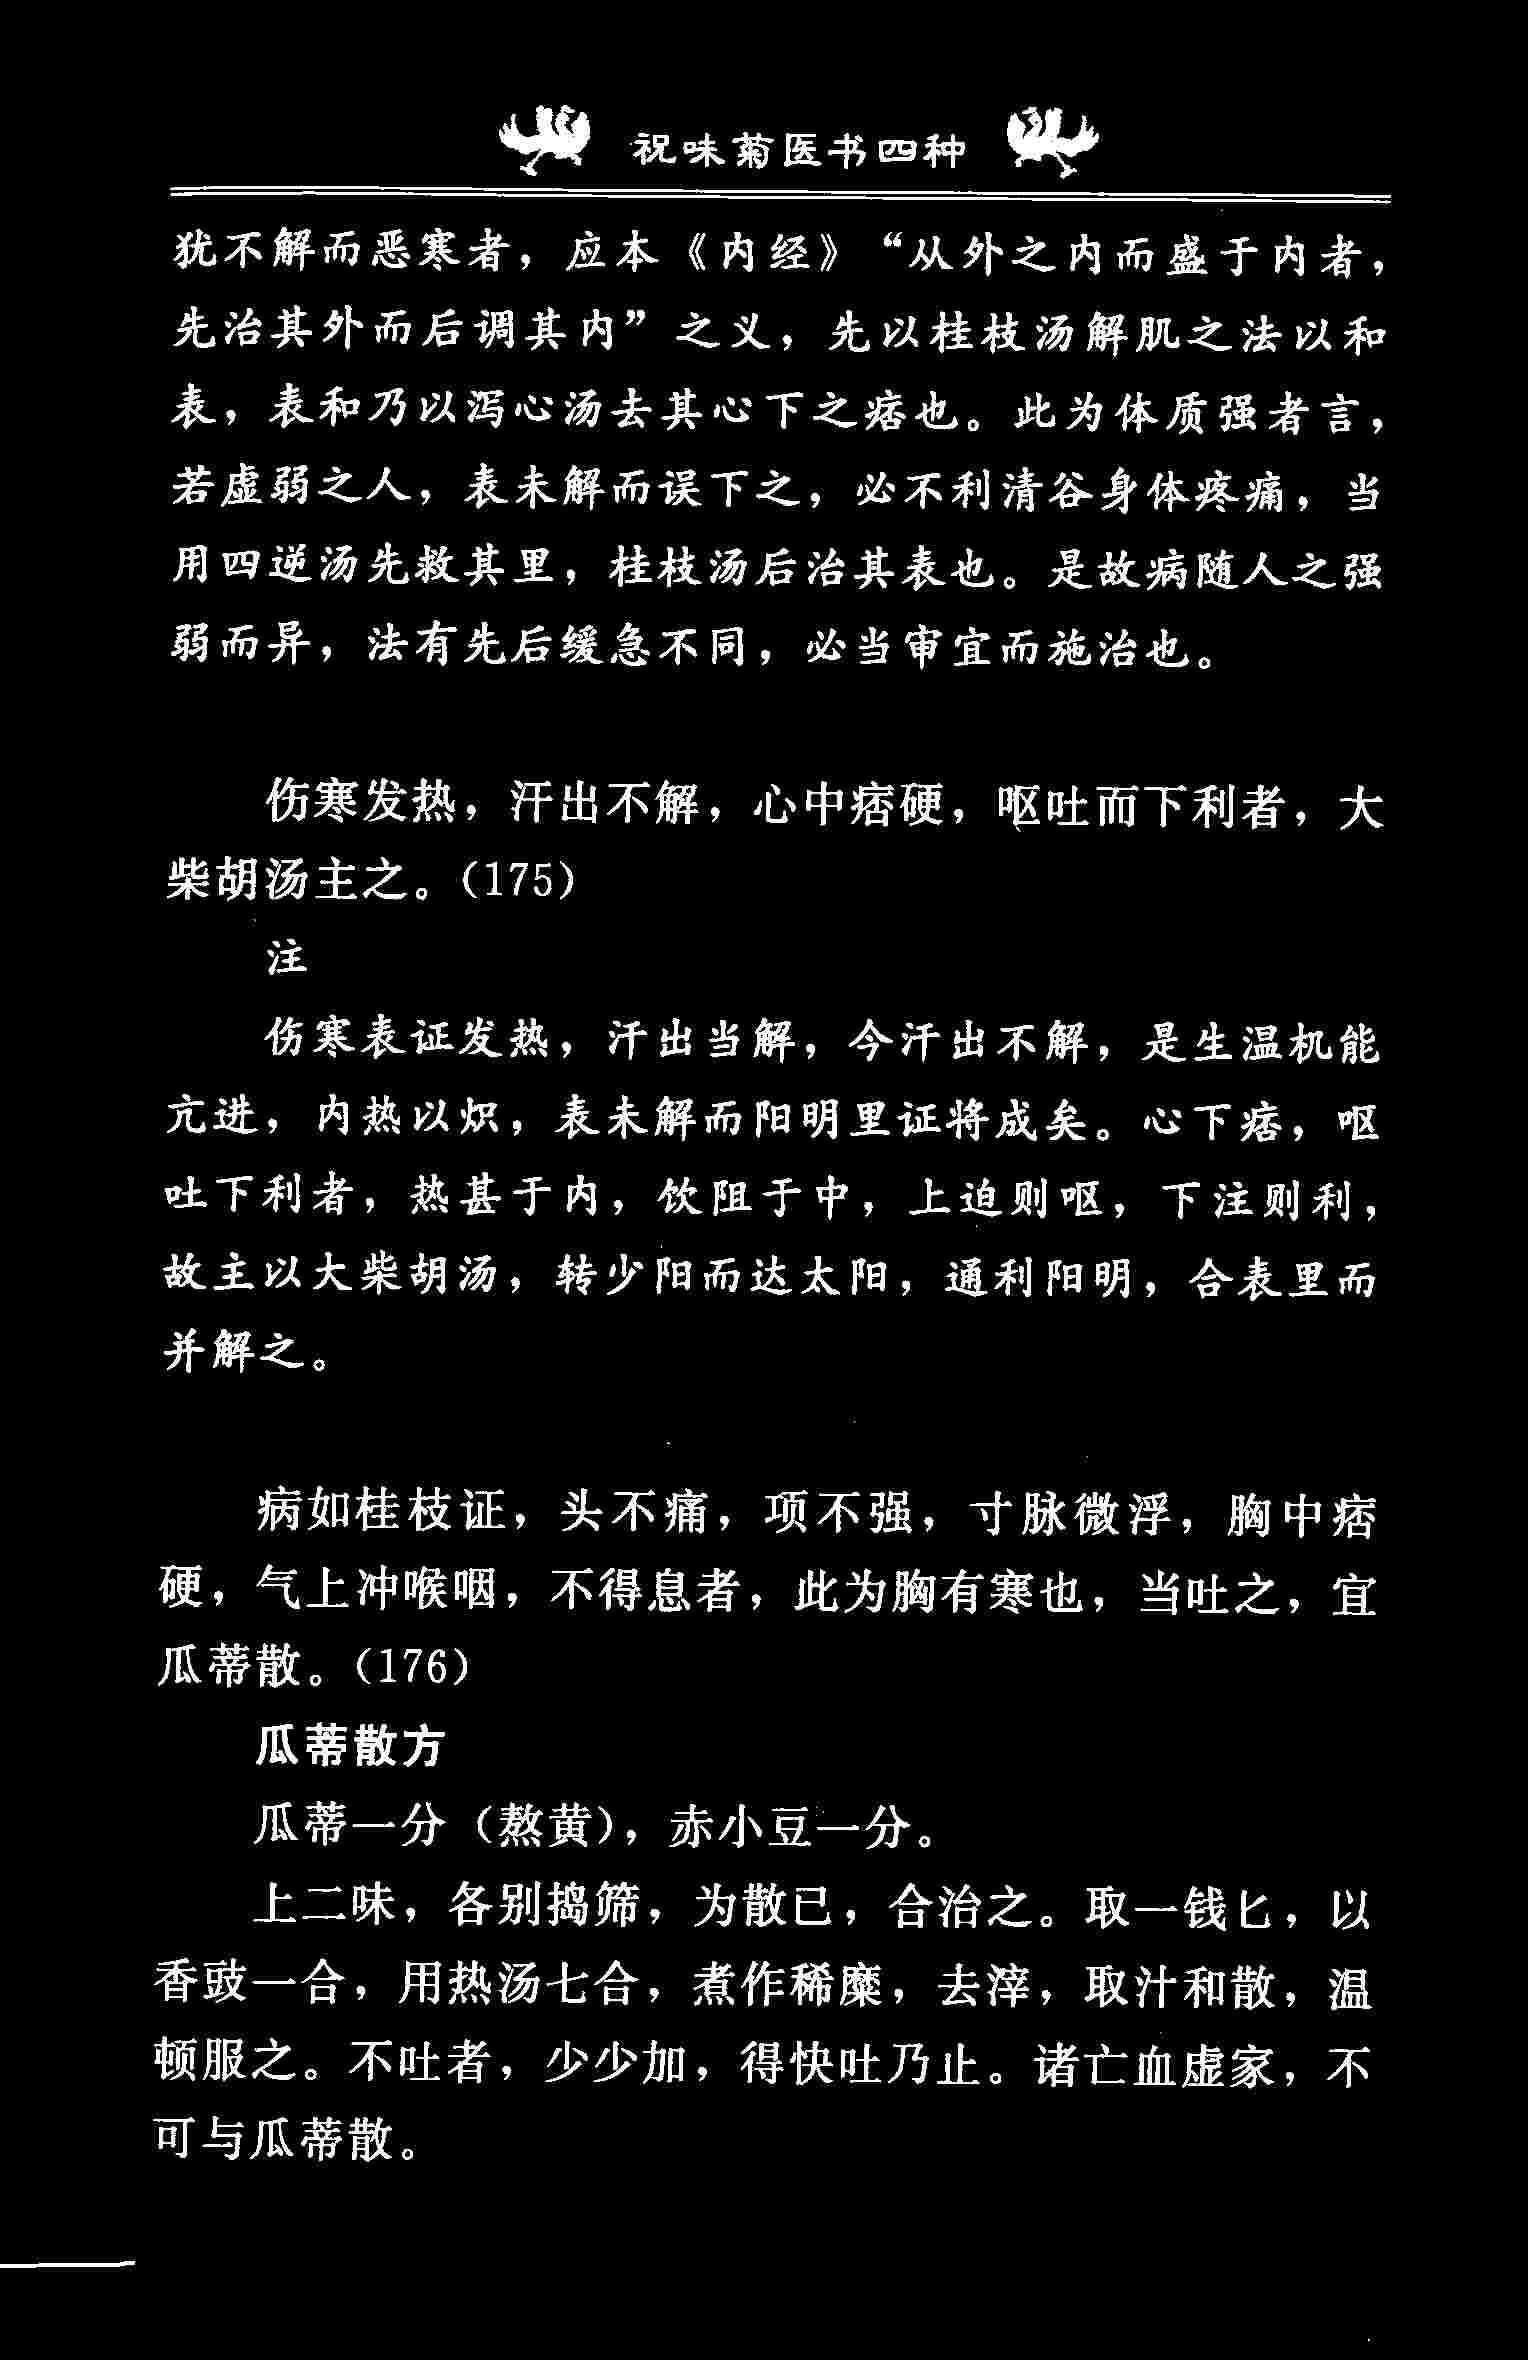 祝味菊医书四种
犹不解而恶寒者，应本《内经》“从外之内而盛于内者，
先治其外而后调其内”之义，先以桂枝汤解肌之法以和
表，表和乃以泻心汤去其心下之痞也。此为体质强者言，
若虚弱之人，表未解而误下之，必不利清谷身体疼痛，当
用四逆汤先救其里，桂枝汤后治其表也。是故病随人之强
弱而异，法有先后缓急不同，必当审宜而施治也。
伤寒发热，汗出不解，心中痞硬，呕吐而下利者，大
柴胡汤主之。（175）
注
伤寒表证发热，汗出当解，今汗出不解，是生温机能
亢进，内热以炽，表未解而阳明里证将成矣。心下痞，呕
吐下利者，热甚于内，饮阻于中，上迫则呕，下注则利，
故主以大柴胡汤，转少阳而达太阳，通利阳明，合表里而
并解之。
病如桂枝证，头不痛，项不强，寸脉微浮，胸中痞
硬，气上冲喉咽，不得息者，此为胸有寒也，当吐之，宜
瓜蒂散。（176）
瓜蒂散方
瓜蒂一分（熬黄），赤小豆一分。
上二味，各别捣筛，为散已，合治之。取一钱匕，以
香豉一合，用热汤七合，煮作稀糜，去滓，取汁和散，温
顿服之。不吐者，少少加，得快吐乃止。诸亡血虚家，不
可与瓜蒂散。